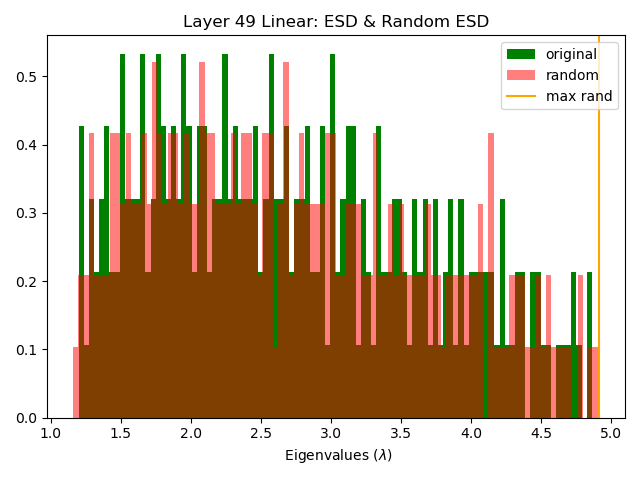 Layer 49 Linear: ESD & Random ESD
original
random
max rand
0.5
0.4
0.3
0.2
0.1
0.0
1.0 1.5 2.0 2.5 3.0 3.5 4.0 4.5 5.0
Eigenvalues (λ)